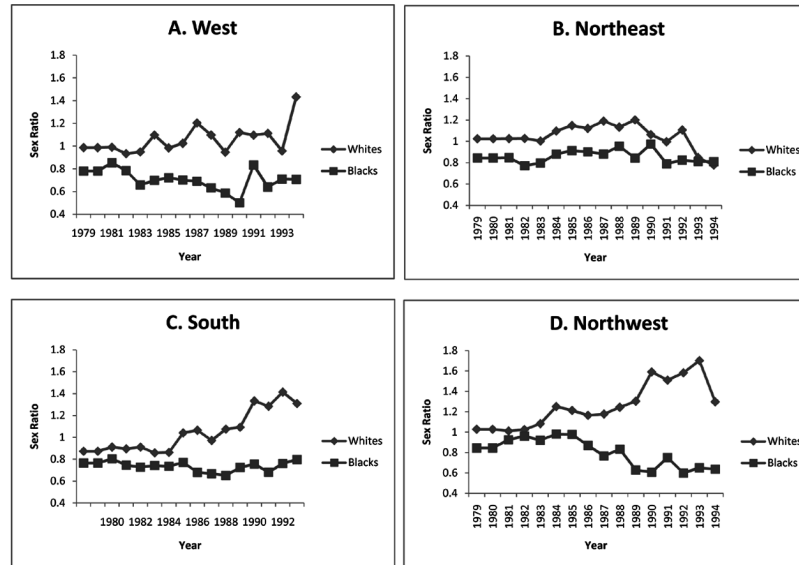 A. West
1.8
1.6
1.4
1.2
1
0.8
0.6
0.4
Sex Ratio
1979 1981 1983 1985 1987 1989 1991 1993
Year
Whites
Blacks
B. Northeast
1.8
1.6
1.4
1.2
1
0.8
0.6
0.4
Sex Ratio
1979 1980 1981 1982 1983 1984 1985 1986 1987 1988 1989 1990 1991 1992 1993 1994
Year
Whites
Blacks
C. South
1.8
1.6
1.4
1.2
1
0.8
0.6
0.4
Sex Ratio
1980 1982 1984 1986 1988 1990 1992
Year
Whites
Blacks
D. Northwest
1.8
1.6
1.4
1.2
1
0.8
0.6
0.4
Sex Ratio
1979 1980 1981 1982 1983 1984 1985 1986 1987 1988 1989 1990 1991 1992 1993 1994
Year
Whites
Blacks